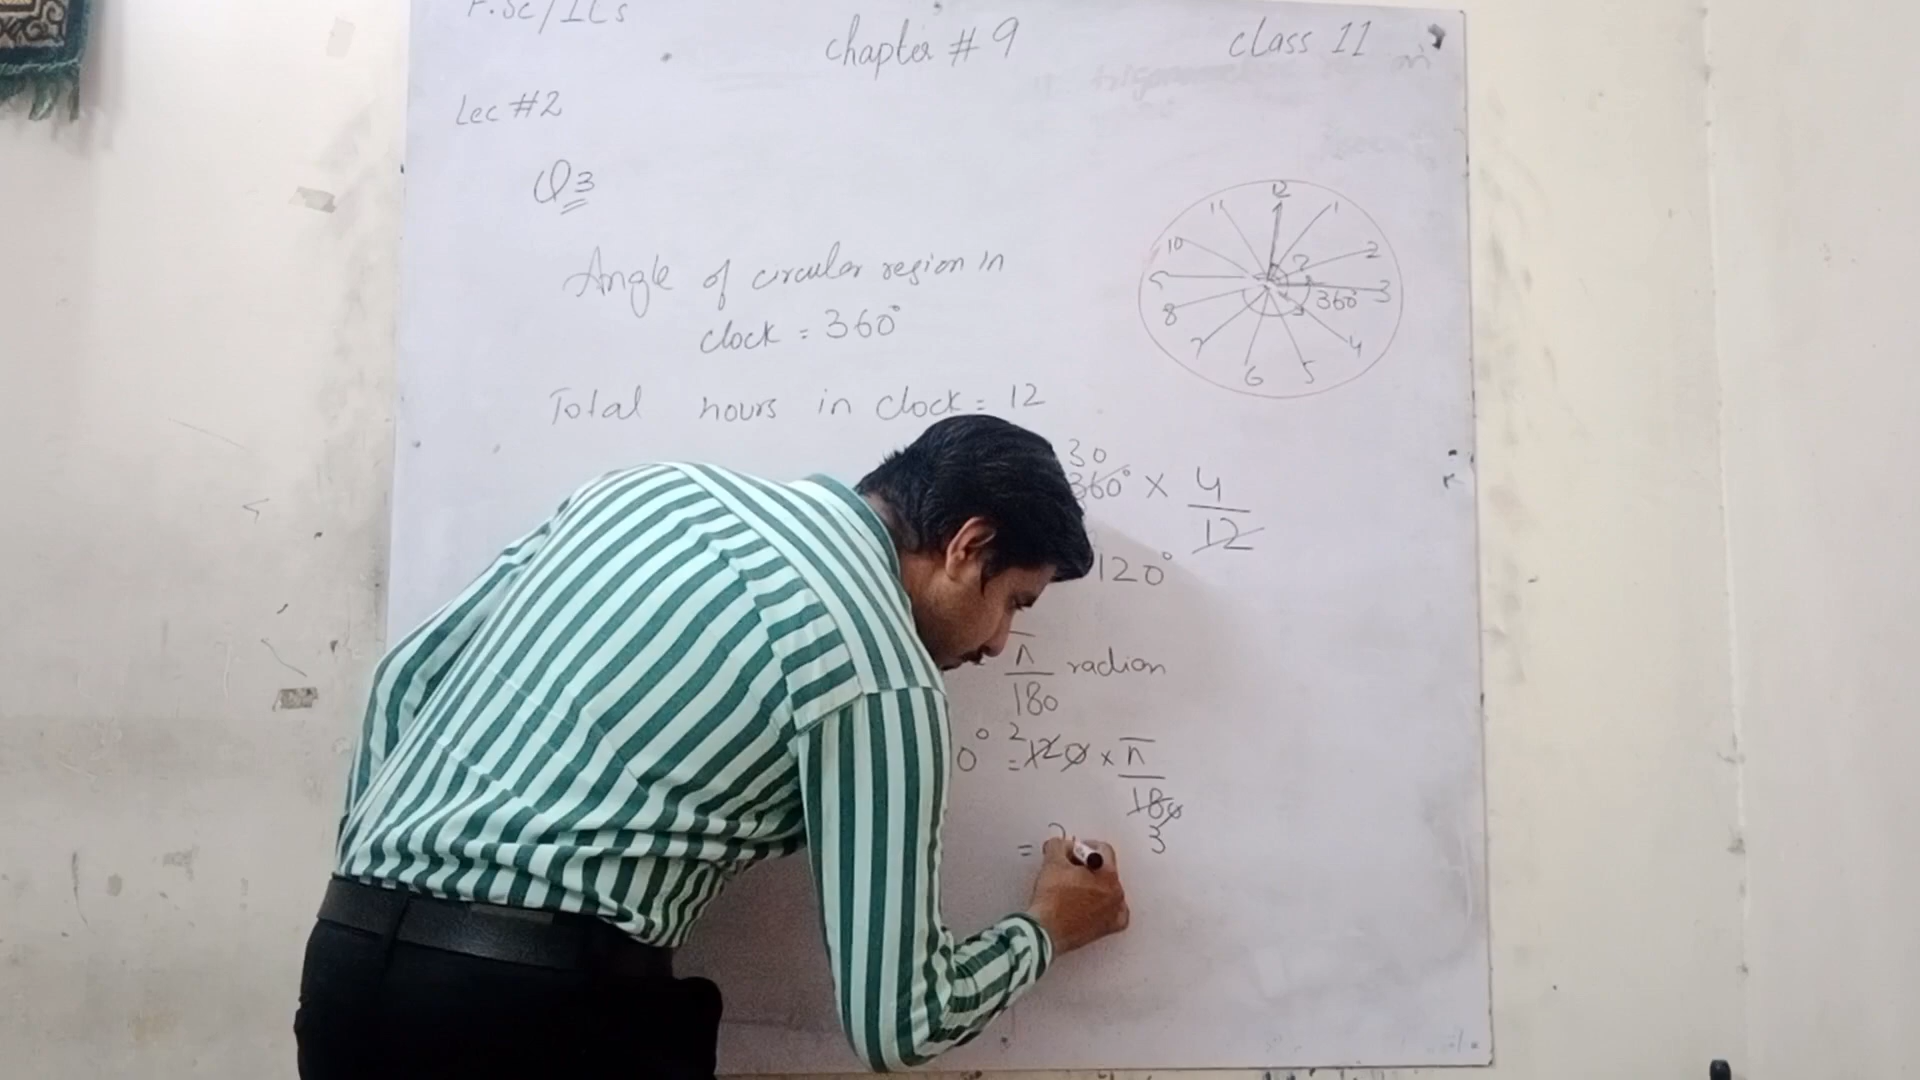 F.Sc/ICs
Chapter # 9
Class 11
Lec #2
Q3
Angle of circular region in
clock = 360°
Total hours in clock = 12
12
11
1
10
2
3
360°
8
4
7
6
5
30
360° × 4/12
120°
π/180 radian
0° = 120 × π/180
2
3
=